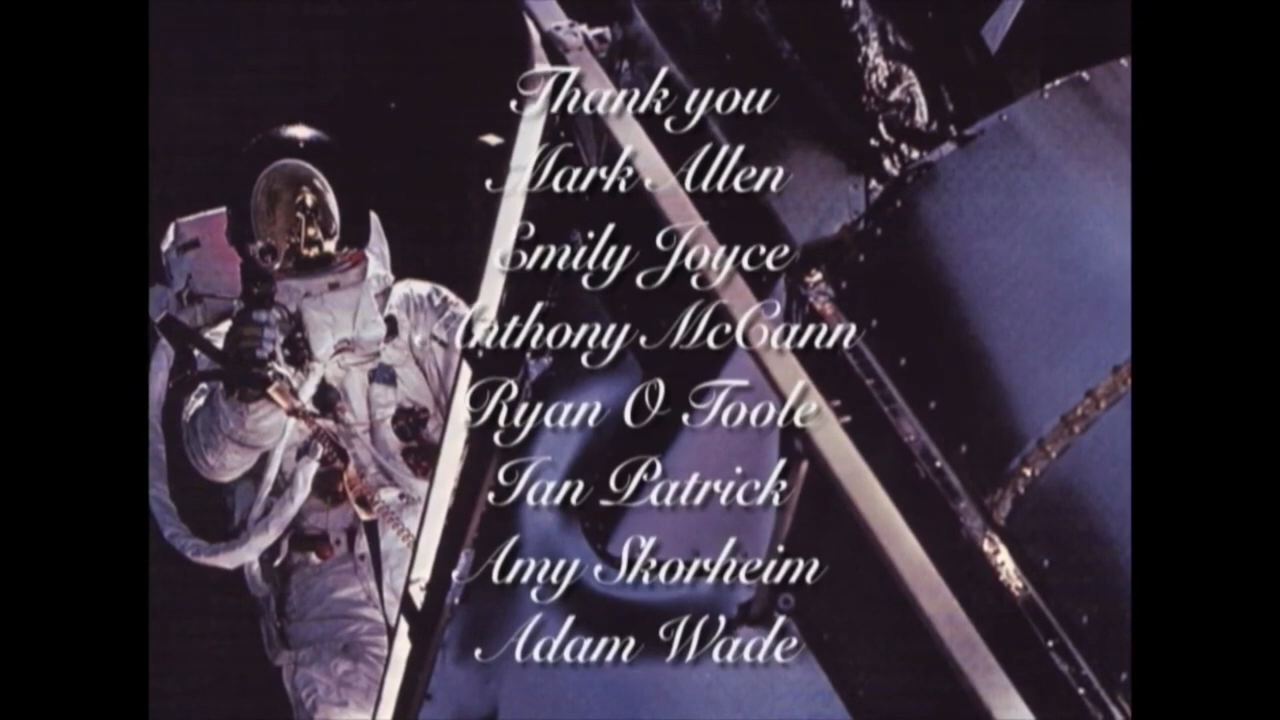 Thank you
Mark Allen
Emily Joyce
Anthony McCann
Ryan O Toole
Ian Patrick
Amy Skorheim
Adam Wade